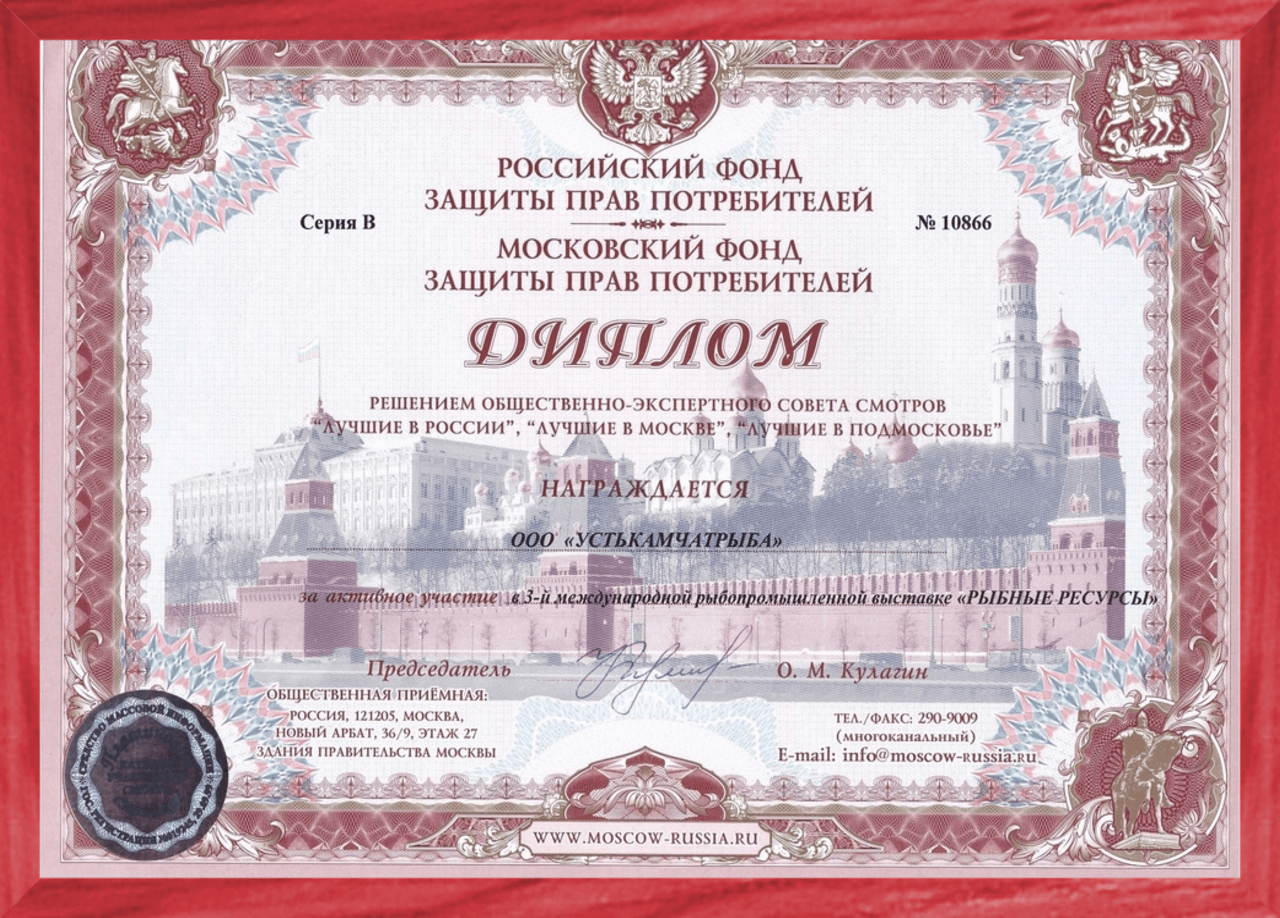 РОССИЙСКИЙ ФОНД
ЗАЩИТЫ ПРАВ ПОТРЕБИТЕЛЕЙ
Серия В
№ 10866
МОСКОВСКИЙ ФОНД
ЗАЩИТЫ ПРАВ ПОТРЕБИТЕЛЕЙ
ДИПЛОМ
РЕШЕНИЕМ ОБЩЕСТВЕННО-ЭКСПЕРТНОГО СОВЕТА СМОТРОВ
“ЛУЧШИЕ В РОССИИ”, “ЛУЧШИЕ В МОСКВЕ”, “ЛУЧШИЕ В ПОДМОСКОВЬЕ”
НАГРАЖДАЕТСЯ
ООО «УСТЬКАМЧАТРЫБА»
за активное участие в 3-й международной рыбопромышленной выставке «РЫБНЫЕ РЕСУРСЫ»
Председатель О. М. Кулагин
ОБЩЕСТВЕННАЯ ПРИЁМНАЯ:
РОССИЯ, 121205, МОСКВА,
НОВЫЙ АРБАТ, 36/9, ЭТАЖ 27
ЗДАНИЯ ПРАВИТЕЛЬСТВА МОСКВЫ
ТЕЛ./ФАКС: 290-9009
(многоканальный)
E-mail: info@moscow-russia.ru
WWW.MOSCOW-RUSSIA.RU